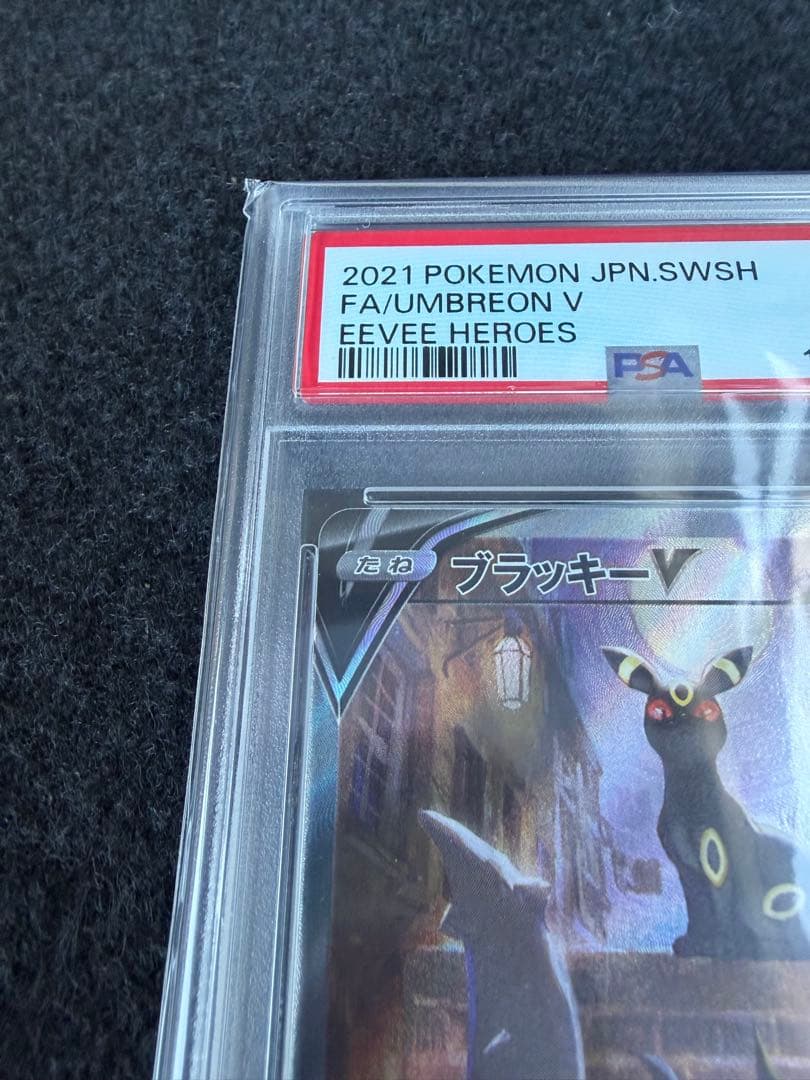 2021 POKEMON JPN.SWSH
FA/UMBREON V
EEVEE HEROES
PSA
たね ブラッキーV